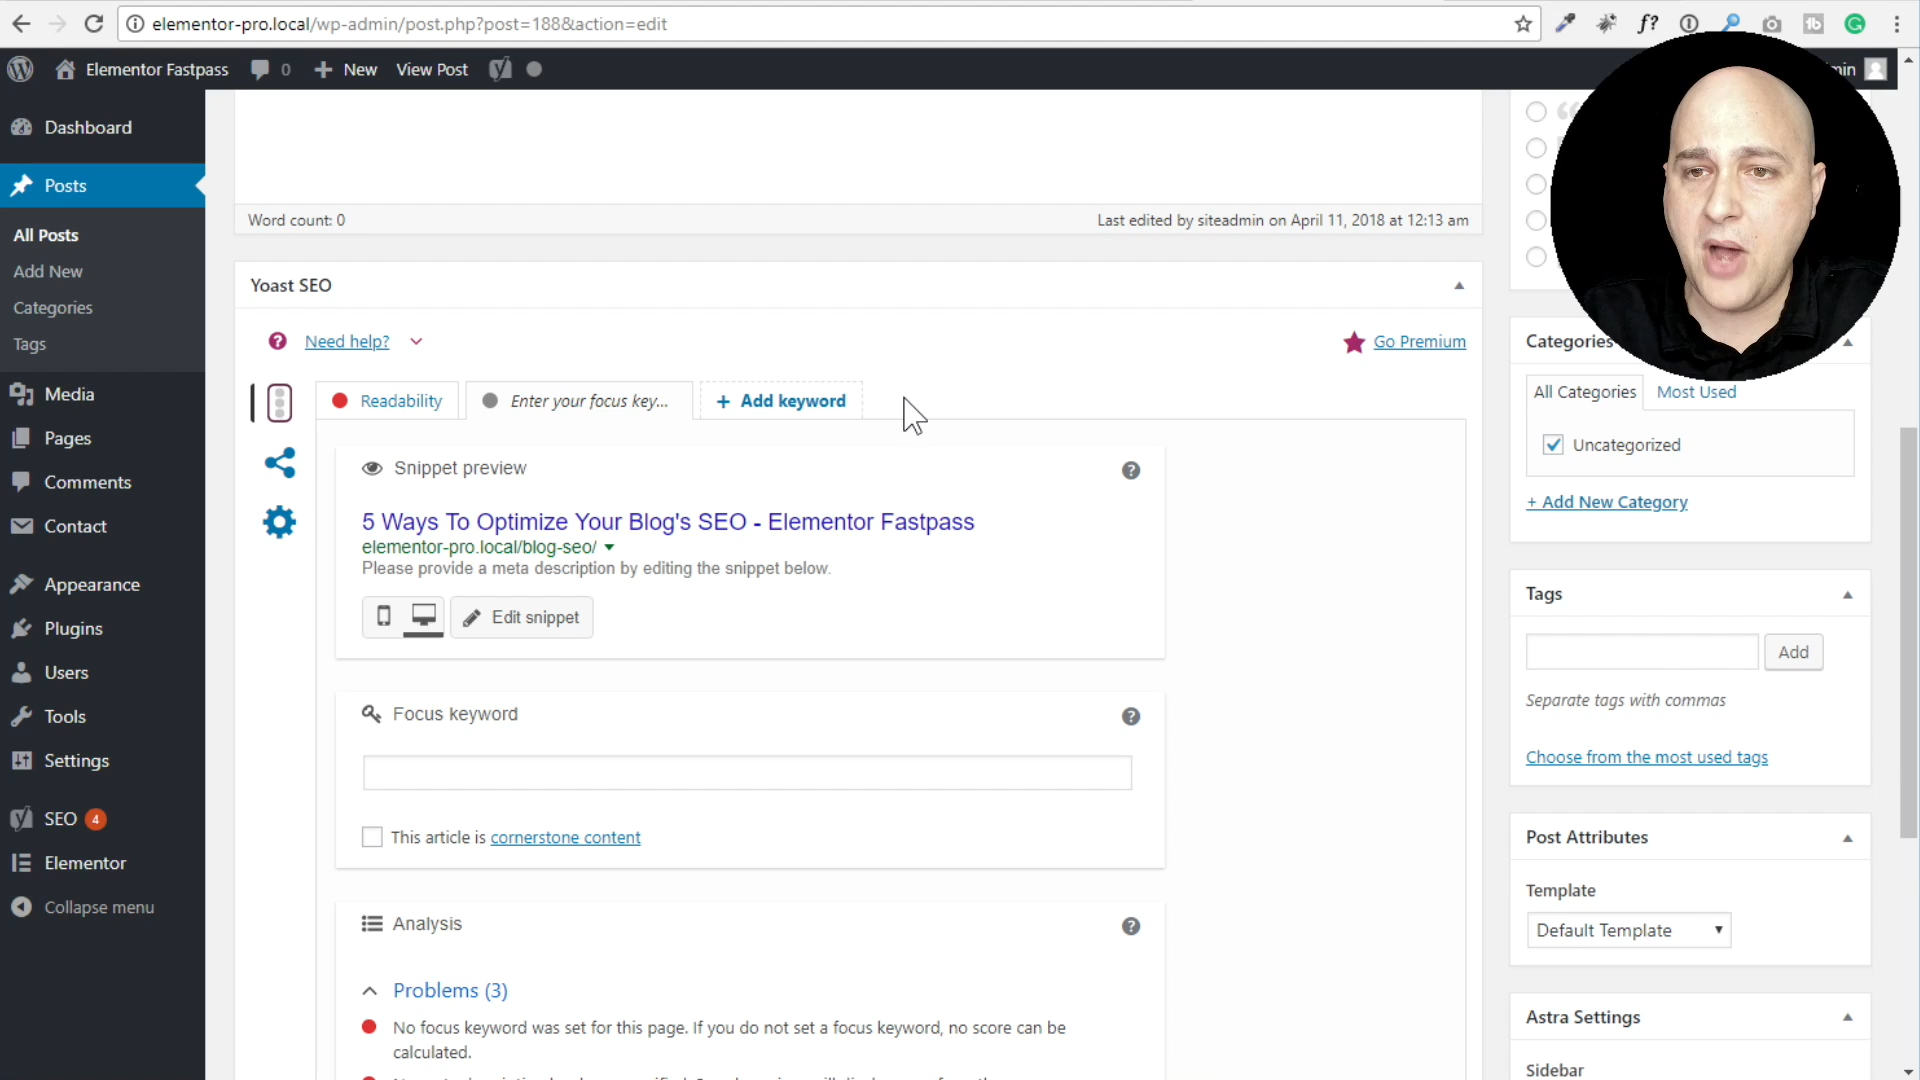 elementor-pro.local/wp-admin/post.php?post=188&action=edit
f?
Elementor Fastpass
0
New
View Post
min
Dashboard
Posts
All Posts
Add New
Categories
Tags
Media
Pages
Comments
Contact
Appearance
Plugins
Users
Tools
Settings
SEO 4
Elementor
Collapse menu
Word count: 0
Last edited by siteadmin on April 11, 2018 at 12:13 am
Yoast SEO
Need help?
Go Premium
Readability
Enter your focus key...
+ Add keyword
Snippet preview
5 Ways To Optimize Your Blog's SEO - Elementor Fastpass
elementor-pro.local/blog-seo/
Please provide a meta description by editing the snippet below.
Edit snippet
Focus keyword
This article is cornerstone content
Analysis
Problems (3)
No focus keyword was set for this page. If you do not set a focus keyword, no score can be
calculated.
Categories
All Categories
Most Used
Uncategorized
+ Add New Category
Tags
Add
Separate tags with commas
Choose from the most used tags
Post Attributes
Template
Default Template
Astra Settings
Sidebar